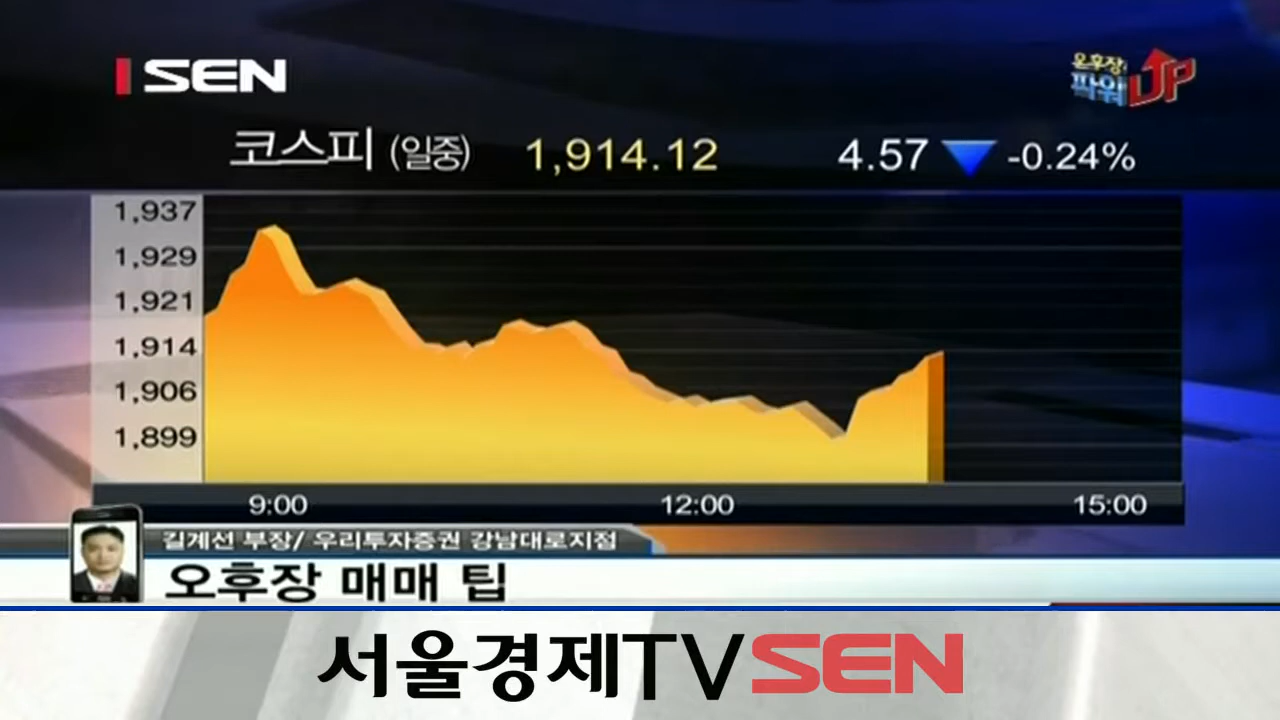 SEN
오후장
파워UP
코스피 (일중) 1,914.12 4.57 ▼ -0.24%
1,937
1,929
1,921
1,914
1,906
1,899
9:00 12:00 15:00
길계선 부장/ 우리투자증권 강남대로지점
오후장 매매 팁
서울경제TV SEN